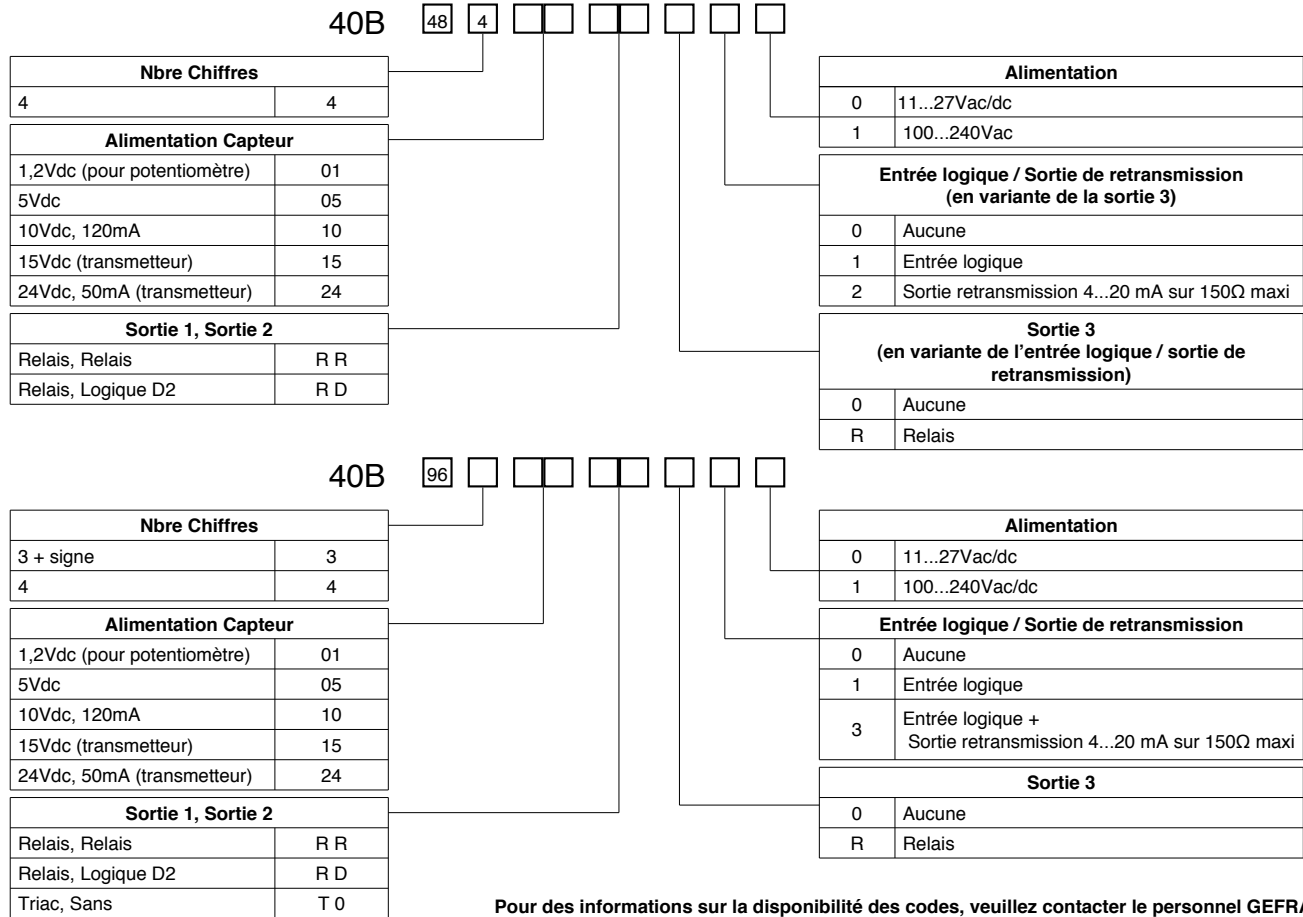 40B 48 4
Nbre Chiffres
4 4
Alimentation Capteur
1,2Vdc (pour potentiomètre) 01
5Vdc 05
10Vdc, 120mA 10
15Vdc (transmetteur) 15
24Vdc, 50mA (transmetteur) 24
Sortie 1, Sortie 2
Relais, Relais R R
Relais, Logique D2 R D
Alimentation
0 11...27Vac/dc
1 100...240Vac
Entrée logique / Sortie de retransmission
(en variante de la sortie 3)
0 Aucune
1 Entrée logique
2 Sortie retransmission 4...20 mA sur 150Ω maxi
Sortie 3
(en variante de l’entrée logique / sortie de
retransmission)
0 Aucune
R Relais
40B 96
Nbre Chiffres
3 + signe 3
4 4
Alimentation Capteur
1,2Vdc (pour potentiomètre) 01
5Vdc 05
10Vdc, 120mA 10
15Vdc (transmetteur) 15
24Vdc, 50mA (transmetteur) 24
Sortie 1, Sortie 2
Relais, Relais R R
Relais, Logique D2 R D
Triac, Sans T 0
Alimentation
0 11...27Vac/dc
1 100...240Vac/dc
Entrée logique / Sortie de retransmission
0 Aucune
1 Entrée logique
3 Entrée logique +
Sortie retransmission 4...20 mA sur 150Ω maxi
Sortie 3
0 Aucune
R Relais
Pour des informations sur la disponibilité des codes, veuillez contacter le personnel